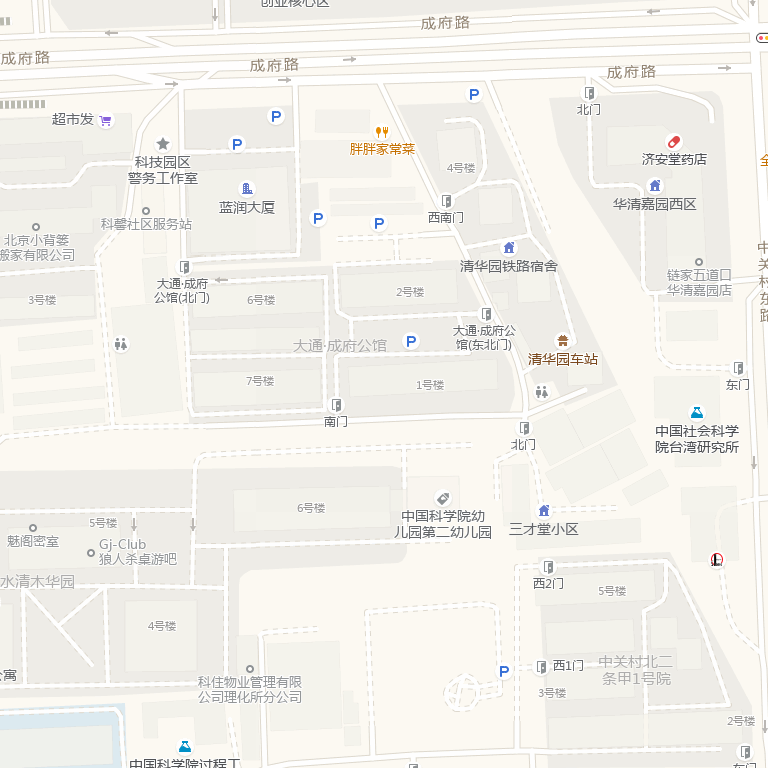 创业核心区
成府路
成府路
成府路
成府路
P
北门
P
超市发
P
胖胖家常菜
科技园区
警务工作室
济安堂药店
4号楼
蓝润大厦
华清嘉园西区
P
P
西南门
科馨社区服务站
北京小背篓
搬家有限公司
中关村东路
清华园铁路宿舍
链家五道口
华清嘉园店
大通·成府
公馆(北门)
3号楼
6号楼
2号楼
大通·成府公
馆(东北门)
大通·成府公馆
P
清华园车站
7号楼
1号楼
东门
南门
北门
中国社会科学
院台湾研究所
6号楼
中国科学院幼
儿园第二幼儿园
5号楼
三才堂小区
魅阁密室
Gj-Club
狼人杀桌游吧
水清木华园
西2门
5号楼
4号楼
中关村北二
条甲1号院
西1门
P
3号楼
公寓
科住物业管理有限
公司理化所分公司
2号楼
中国科学院过程工
东门